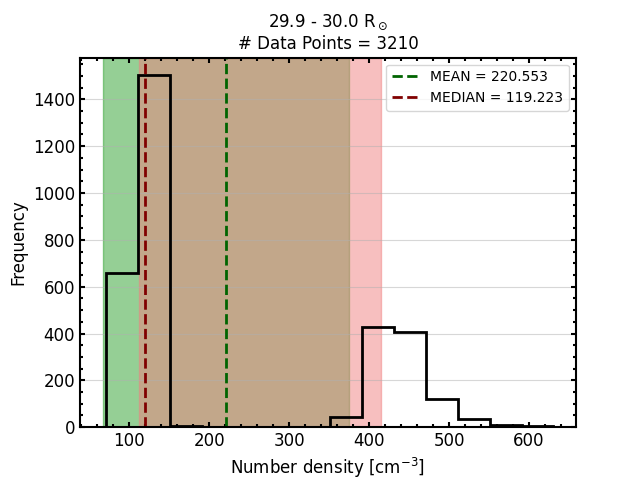 29.9 - 30.0 R⊙
# Data Points = 3210
MEAN = 220.553
MEDIAN = 119.223
1400
1200
1000
800
600
400
200
0
Frequency
100 200 300 400 500 600
Number density [cm⁻³]